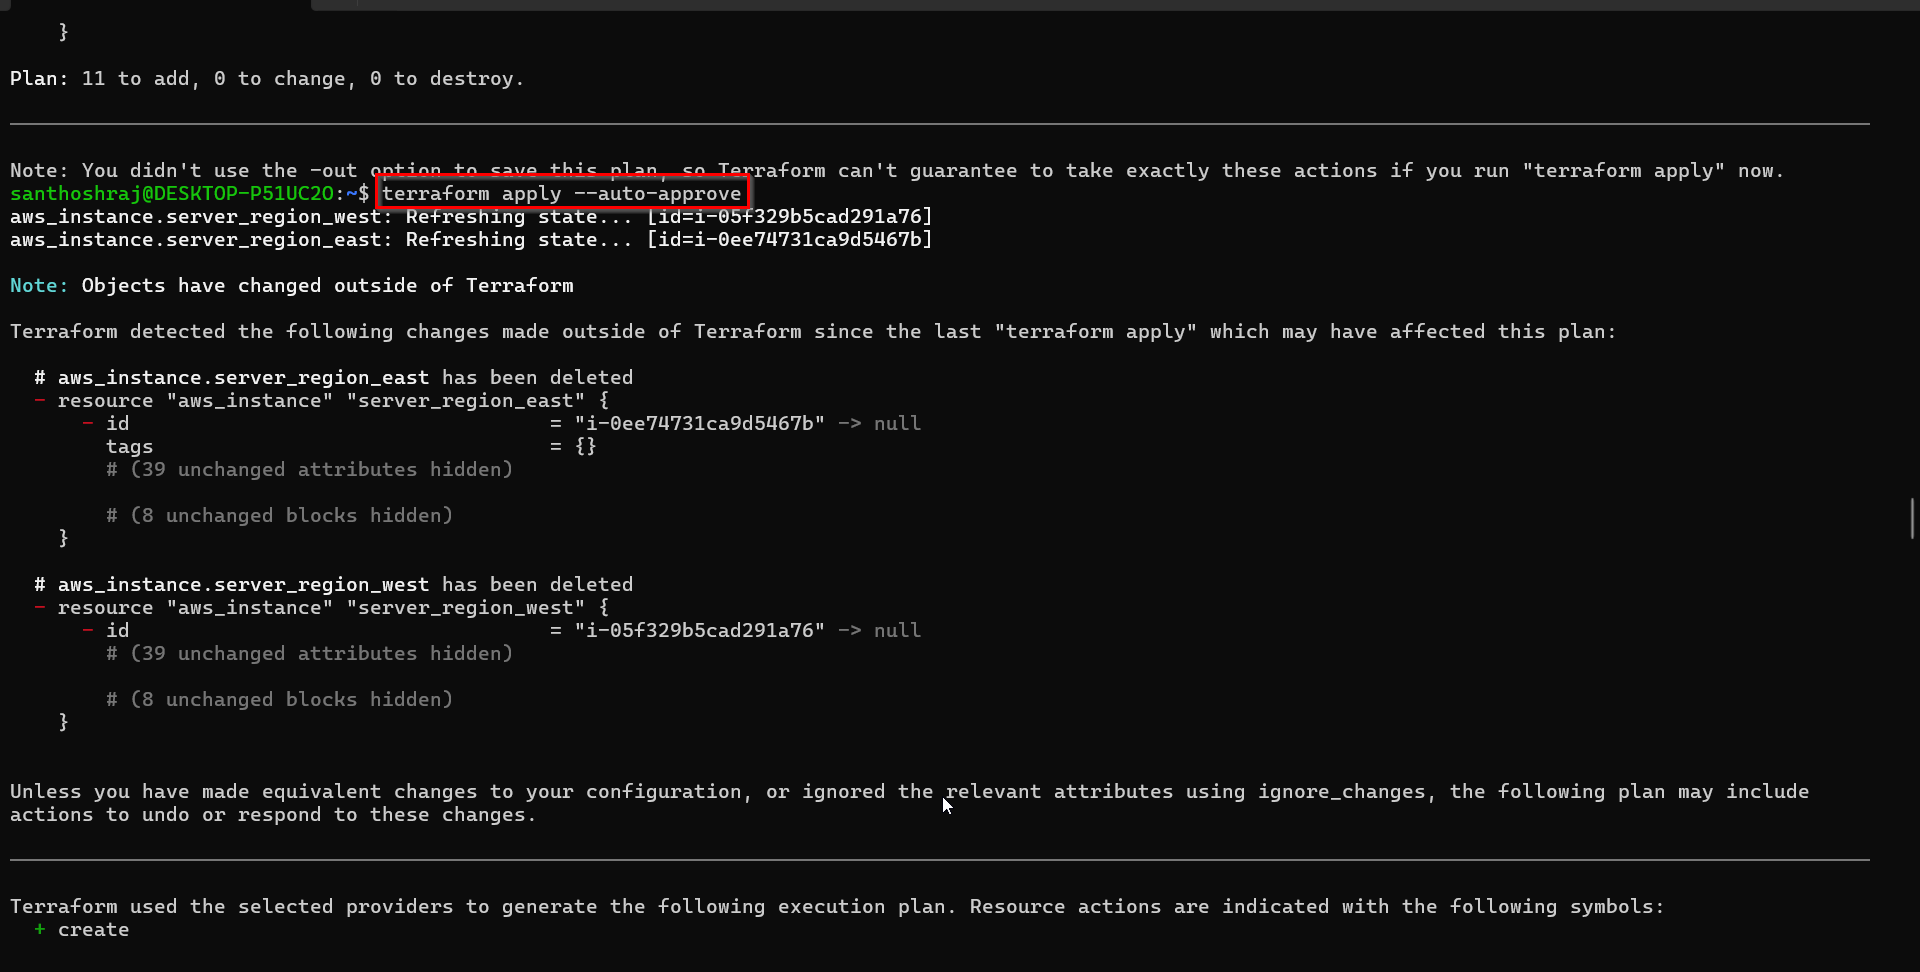 }
Plan: 11 to add, 0 to change, 0 to destroy.
Note: You didn't use the -out option to save this plan, so Terraform can't guarantee to take exactly these actions if you run "terraform apply" now.
santhoshraj@DESKTOP-P51UC2O:~$ terraform apply --auto-approve
aws_instance.server_region_west: Refreshing state... [id=i-05f329b5cad291a76]
aws_instance.server_region_east: Refreshing state... [id=i-0ee74731ca9d5467b]
Note: Objects have changed outside of Terraform
Terraform detected the following changes made outside of Terraform since the last "terraform apply" which may have affected this plan:
# aws_instance.server_region_east has been deleted
- resource "aws_instance" "server_region_east" {
- id = "i-0ee74731ca9d5467b" -> null
tags = {}
# (39 unchanged attributes hidden)
# (8 unchanged blocks hidden)
}
# aws_instance.server_region_west has been deleted
- resource "aws_instance" "server_region_west" {
- id = "i-05f329b5cad291a76" -> null
# (39 unchanged attributes hidden)
# (8 unchanged blocks hidden)
}
Unless you have made equivalent changes to your configuration, or ignored the relevant attributes using ignore_changes, the following plan may include
actions to undo or respond to these changes.
Terraform used the selected providers to generate the following execution plan. Resource actions are indicated with the following symbols:
+ create